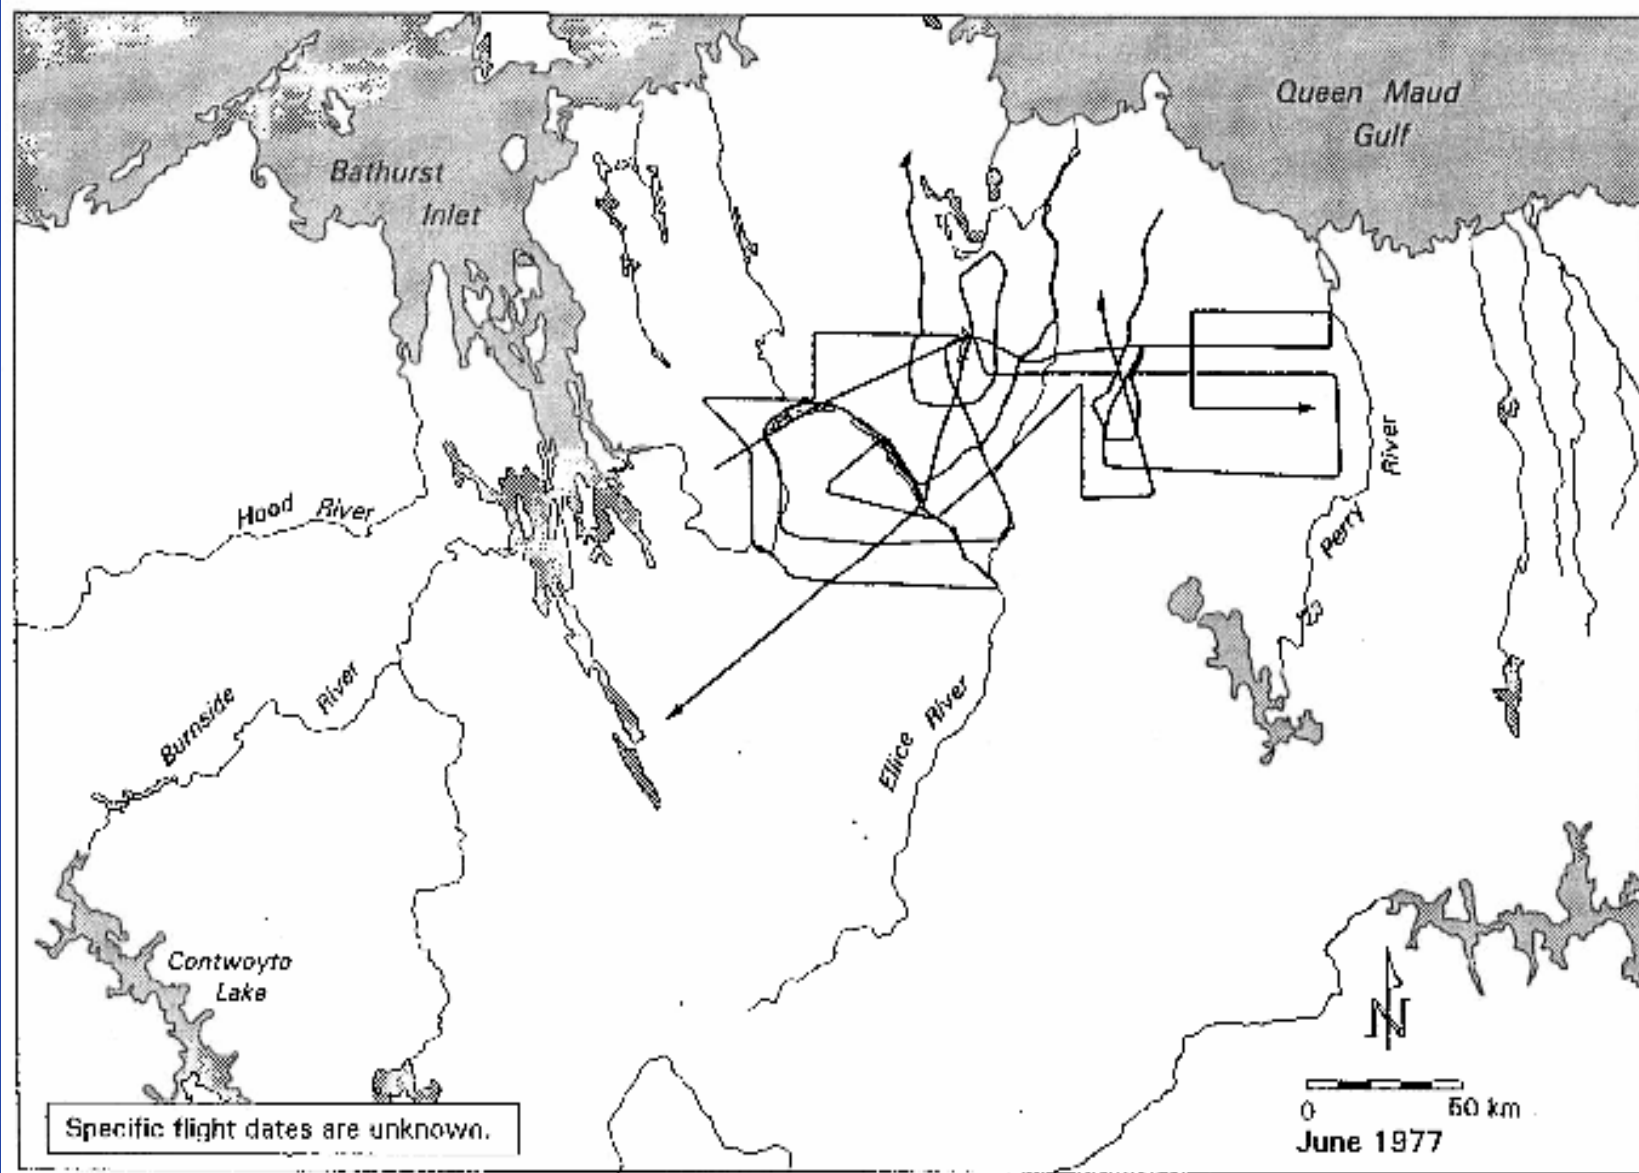 Queen Maud
Gulf
Bathurst
Inlet
Hood River
Perry River
Burnside River
Ellice River
Contwoyto
Lake
N
0 50 km
June 1977
Specific flight dates are unknown.